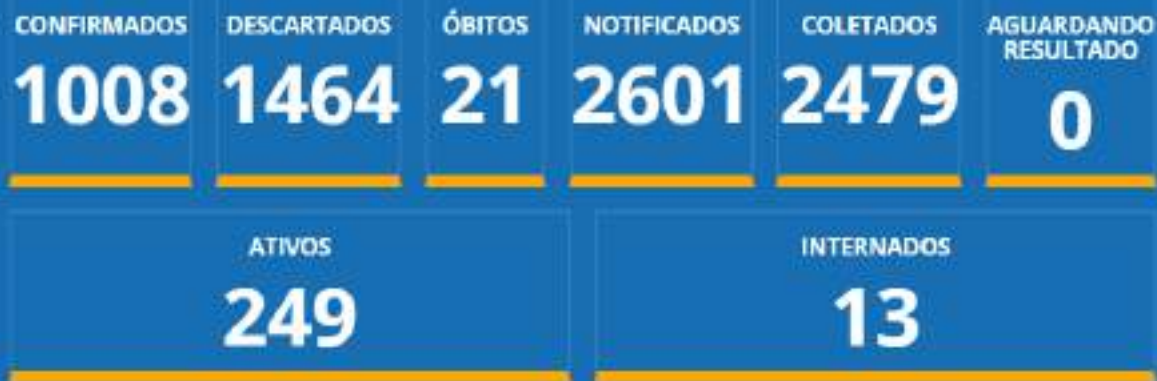 CONFIRMADOS
1008
DESCARTADOS
1464
ÓBITOS
21
NOTIFICADOS
2601
COLETADOS
2479
AGUARDANDO
RESULTADO
0
ATIVOS
249
INTERNADOS
13